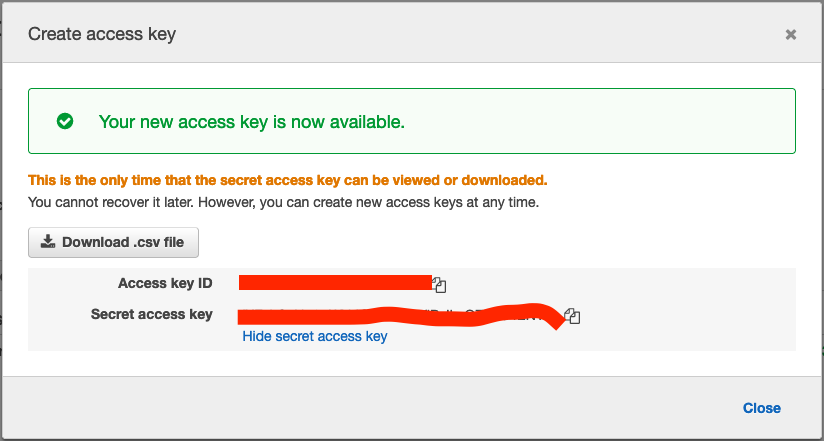 Create access key
Your new access key is now available.
This is the only time that the secret access key can be viewed or downloaded.
You cannot recover it later. However, you can create new access keys at any time.
Download .csv file
Access key ID
Secret access key
Hide secret access key
Close